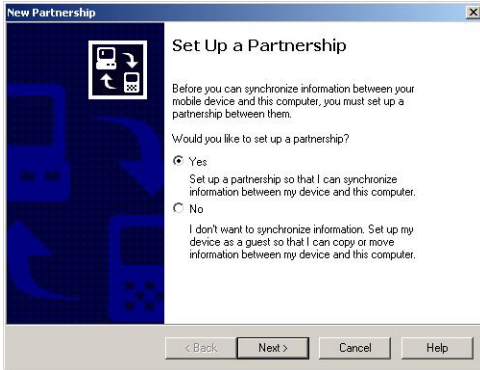 New Partnership
Set Up a Partnership
Before you can synchronize information between your
mobile device and this computer, you must set up a
partnership between them.
Would you like to set up a partnership?
Yes
Set up a partnership so that I can synchronize
information between my device and this computer.
No
I don't want to synchronize information. Set up my
device as a guest so that I can copy or move
information between my device and this computer.
< Back Next > Cancel Help